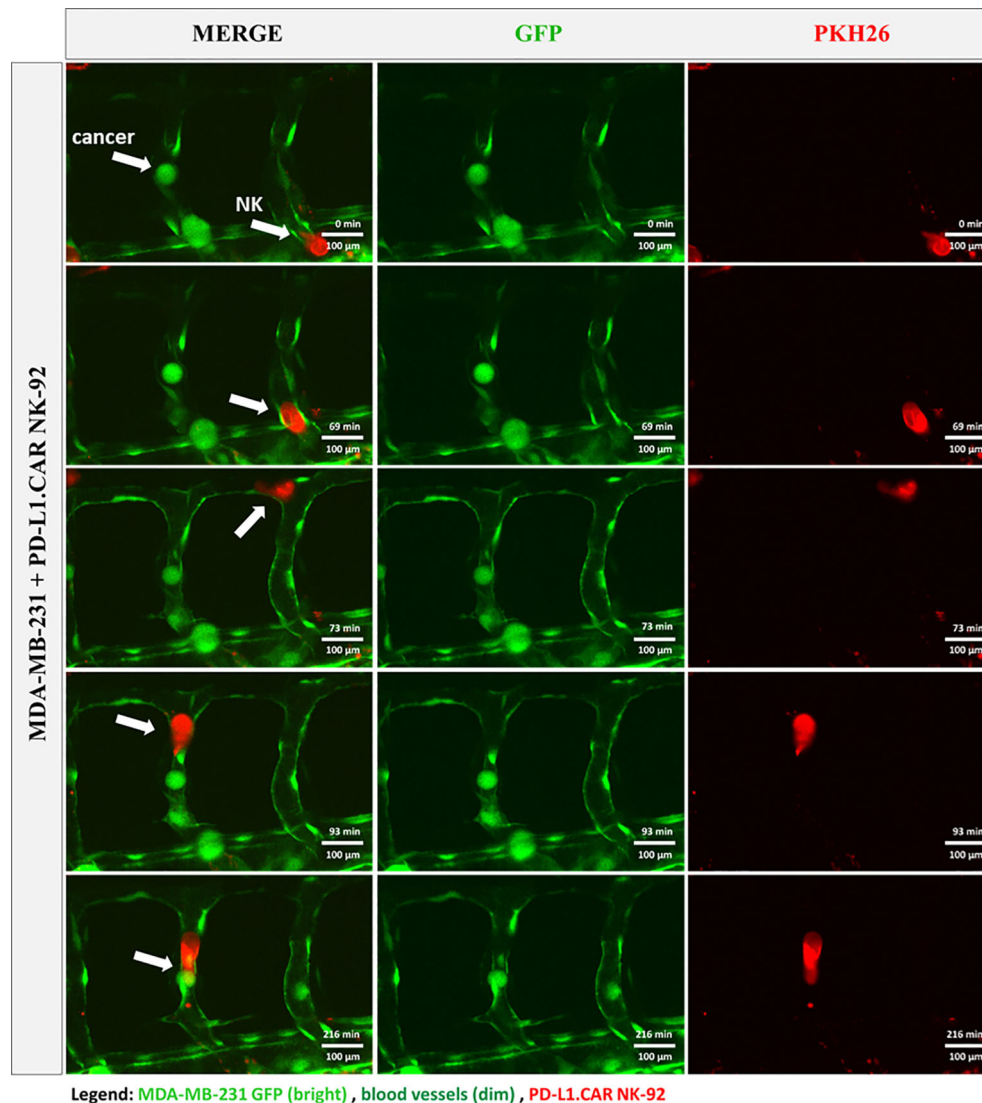 MERGE GFP PKH26
MDA-MB-231 + PD-L1.CAR NK-92
cancer
NK
0 min 0 min 0 min
100 µm 100 µm 100 µm
69 min 69 min 69 min
100 µm 100 µm 100 µm
73 min 73 min 73 min
100 µm 100 µm 100 µm
93 min 93 min 93 min
100 µm 100 µm 100 µm
216 min 216 min 216 min
100 µm 100 µm 100 µm
Legend: MDA-MB-231 GFP (bright) , blood vessels (dim) , PD-L1.CAR NK-92